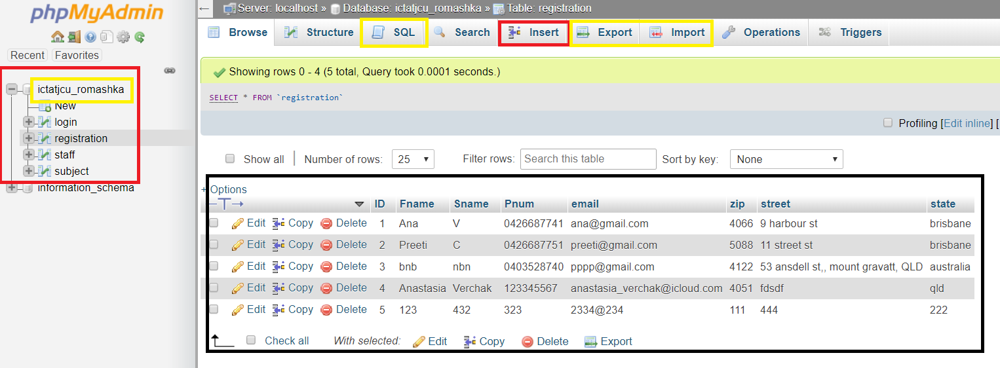 phpMyAdmin
Recent Favorites
ictatjcu_romashka
New
login
registration
staff
subject
information_schema
Server: localhost » Database: ictatjcu_romashka » Table: registration
Browse Structure SQL Search Insert Export Import Operations Triggers
Showing rows 0 - 4 (5 total, Query took 0.0001 seconds.)
SELECT * FROM `registration`
Profiling [Edit inline] [
Show all | Number of rows: 25 Filter rows: Search this table Sort by key: None
+ Options
ID Fname Sname Pnum email zip street state
Edit Copy Delete 1 Ana V 0426687741 ana@gmail.com 4066 9 harbour st brisbane
Edit Copy Delete 2 Preeti C 0426687751 preeti@gmail.com 5088 11 street st brisbane
Edit Copy Delete 3 bnb nbn 0403528740 pppp@gmail.com 4122 53 ansdell st,, mount gravatt, QLD australia
Edit Copy Delete 4 Anastasia Verchak 123345567 anastasia_verchak@icloud.com 4051 fdsdf qld
Edit Copy Delete 5 123 432 323 2334@234 111 444 222
Check all With selected: Edit Copy Delete Export